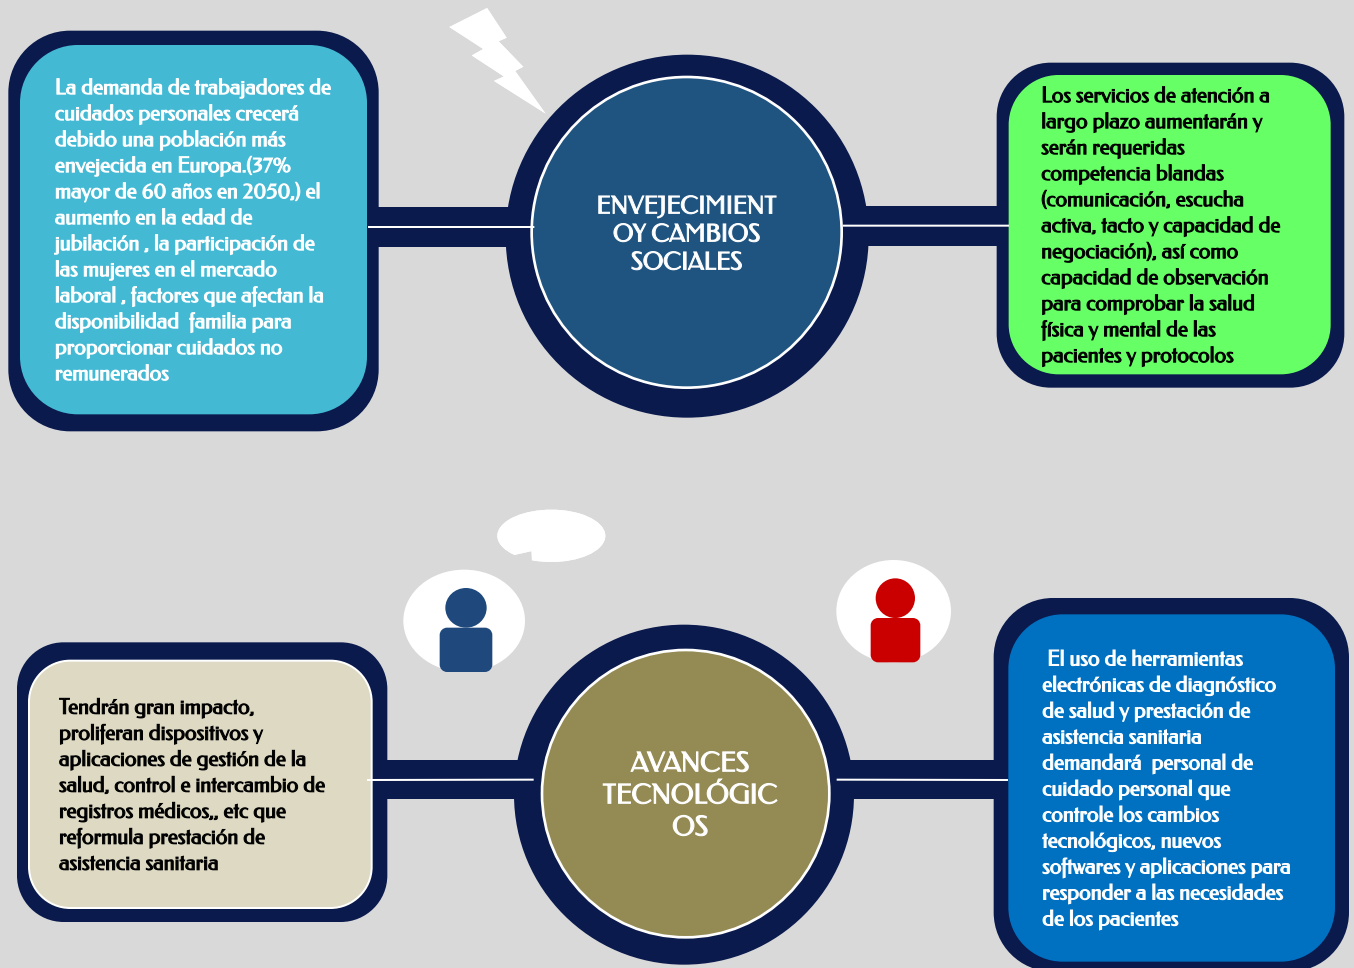 La demanda de trabajadores de
cuidados personales crecerá
debido una población más
envejecida en Europa.(37%
mayor de 60 años en 2050,) el
aumento en la edad de
jubilación , la participación de
las mujeres en el mercado
laboral , factores que afectan la
disponibilidad  familia para
proporcionar cuidados no
remunerados
ENVEJECIMIENT
OY CAMBIOS
SOCIALES
Los servicios de atención a
largo plazo aumentarán y
serán requeridas
competencia blandas
(comunicación, escucha
activa, tacto y capacidad de
negociación), así como
capacidad de observación
para comprobar la salud
física y mental de las
pacientes y protocolos
Tendrán gran impacto,
proliferan dispositivos y
aplicaciones de gestión de la
salud, control e intercambio de
registros médicos,, etc que
reformula prestación de
asistencia sanitaria
AVANCES
TECNOLÓGIC
OS
El uso de herramientas
electrónicas de diagnóstico
de salud y prestación de
asistencia sanitaria
demandará  personal de
cuidado personal que
controle los cambios
tecnológicos, nuevos
softwares y aplicaciones para
responder a las necesidades
de los pacientes